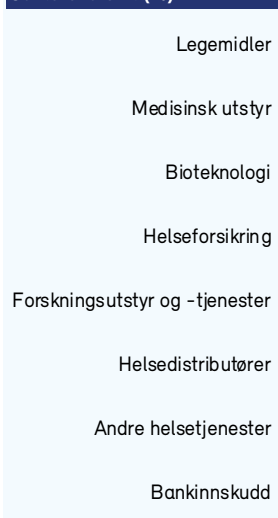 Legemidler
Medisinsk utstyr
Bioteknologi
Helseforsikring
Forskningsutstyr og -tjenester
Helsedistributører
Andre helsetjenester
Bankinnskudd